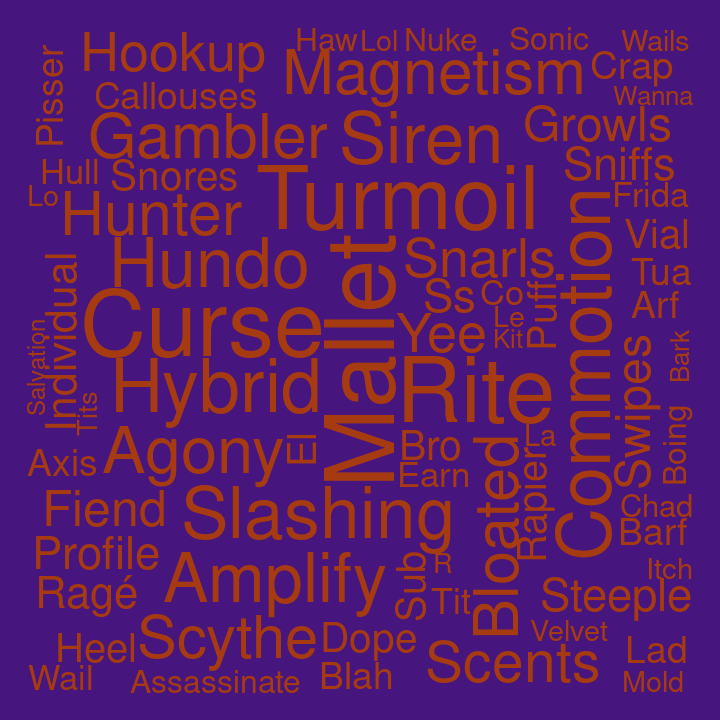 Haw Lol Nuke Sonic Wails
Hookup Magnetism Crap
Pisser Callouses Wanna
Gambler Siren Growls
Hull Snores Turmoil Sniffs
Lo Hunter Frida
Commotion Vial
Hundo Mallet Snarls Tua
Individual Curse Ss Co Puff Arf
Yee Le
Salvation Kit Swipes Bark
Tits Hybrid Rite Boing
Axis Agony El Bro La
Earn Bloated Rapier
Fiend Slashing Chad
Profile Barf
Ragé Amplify Sub R Itch
Tit Steeple
Heel Scythe Dope Velvet Lad
Wail Assassinate Blah Scents Mold